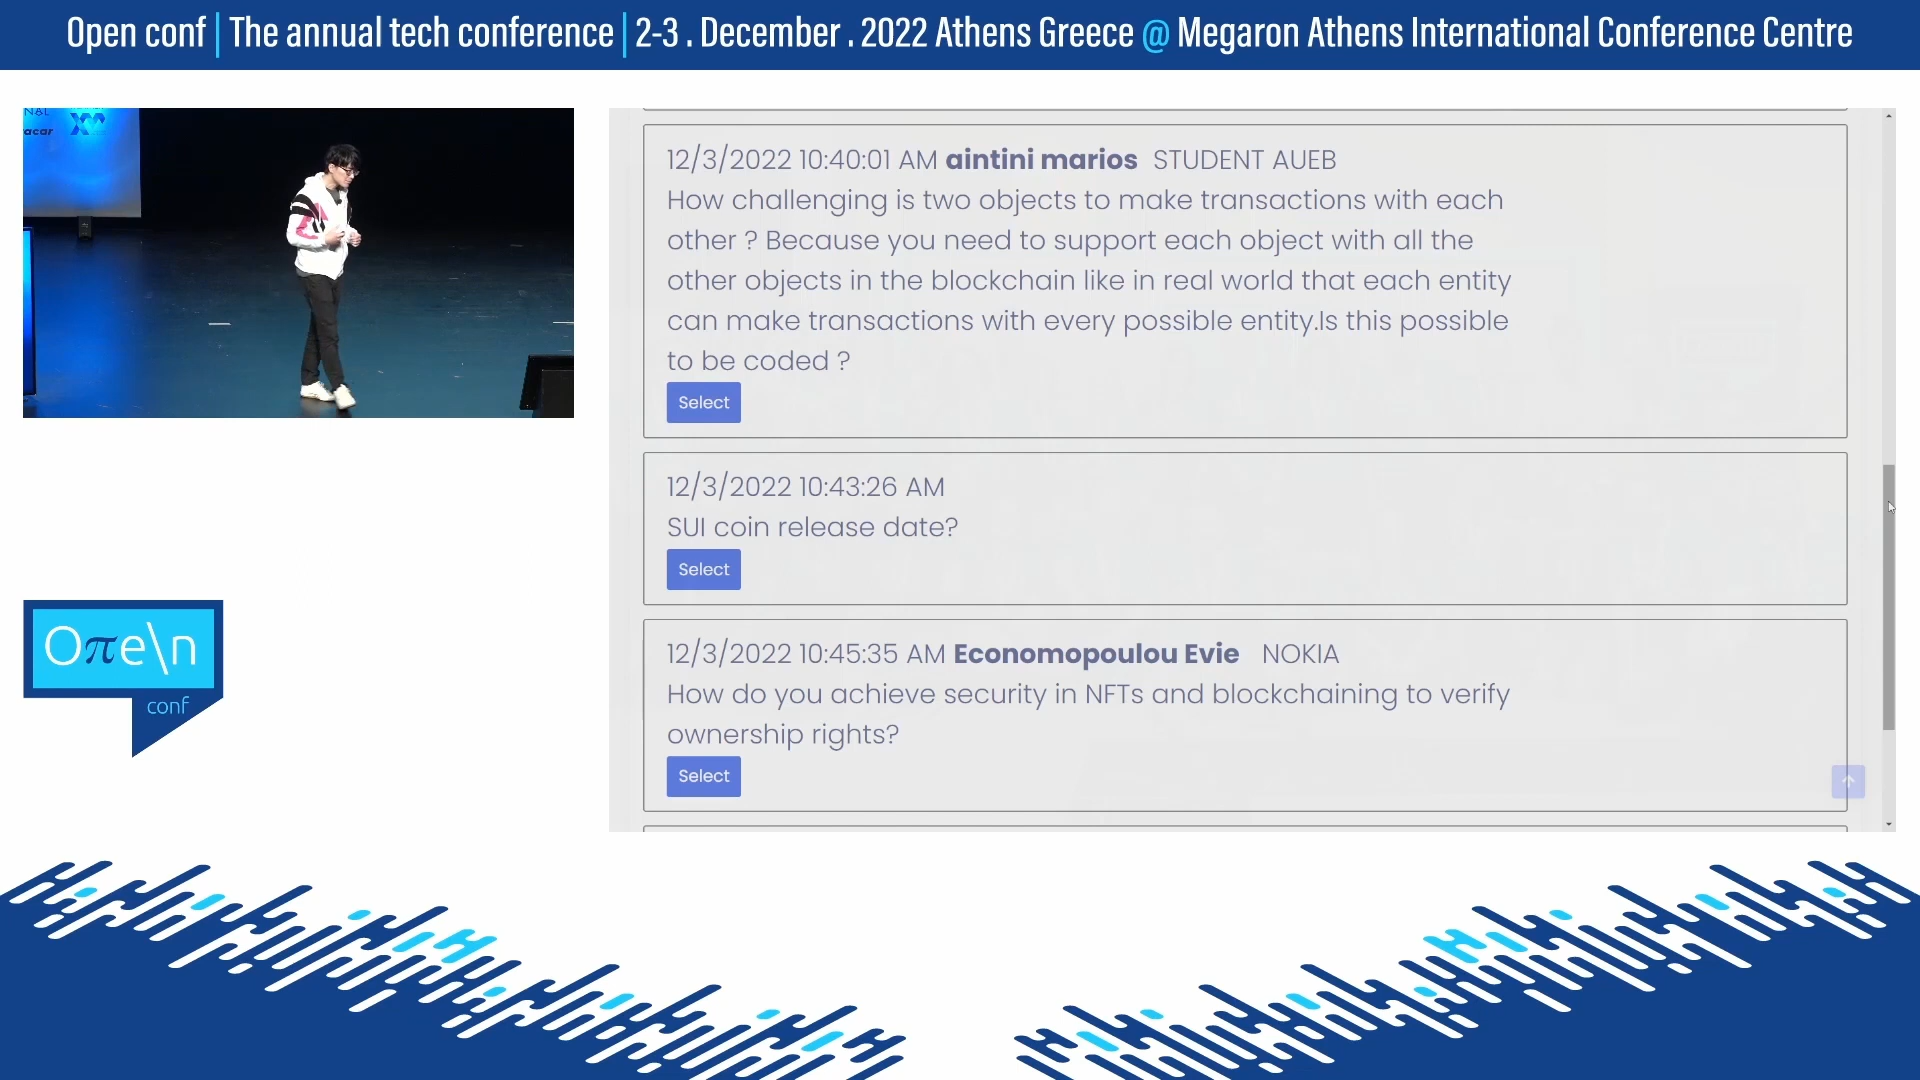 Open conf | The annual tech conference | 2-3 . December . 2022 Athens Greece @ Megaron Athens International Conference Centre
12/3/2022 10:40:01 AM aintini marios STUDENT AUEB
How challenging is two objects to make transactions with each
other ? Because you need to support each object with all the
other objects in the blockchain like in real world that each entity
can make transactions with every possible entity.Is this possible
to be coded ?
Select
12/3/2022 10:43:26 AM
SUI coin release date?
Select
12/3/2022 10:45:35 AM Economopoulou Evie NOKIA
How do you achieve security in NFTs and blockchaining to verify
ownership rights?
Select
Oπe\n
conf